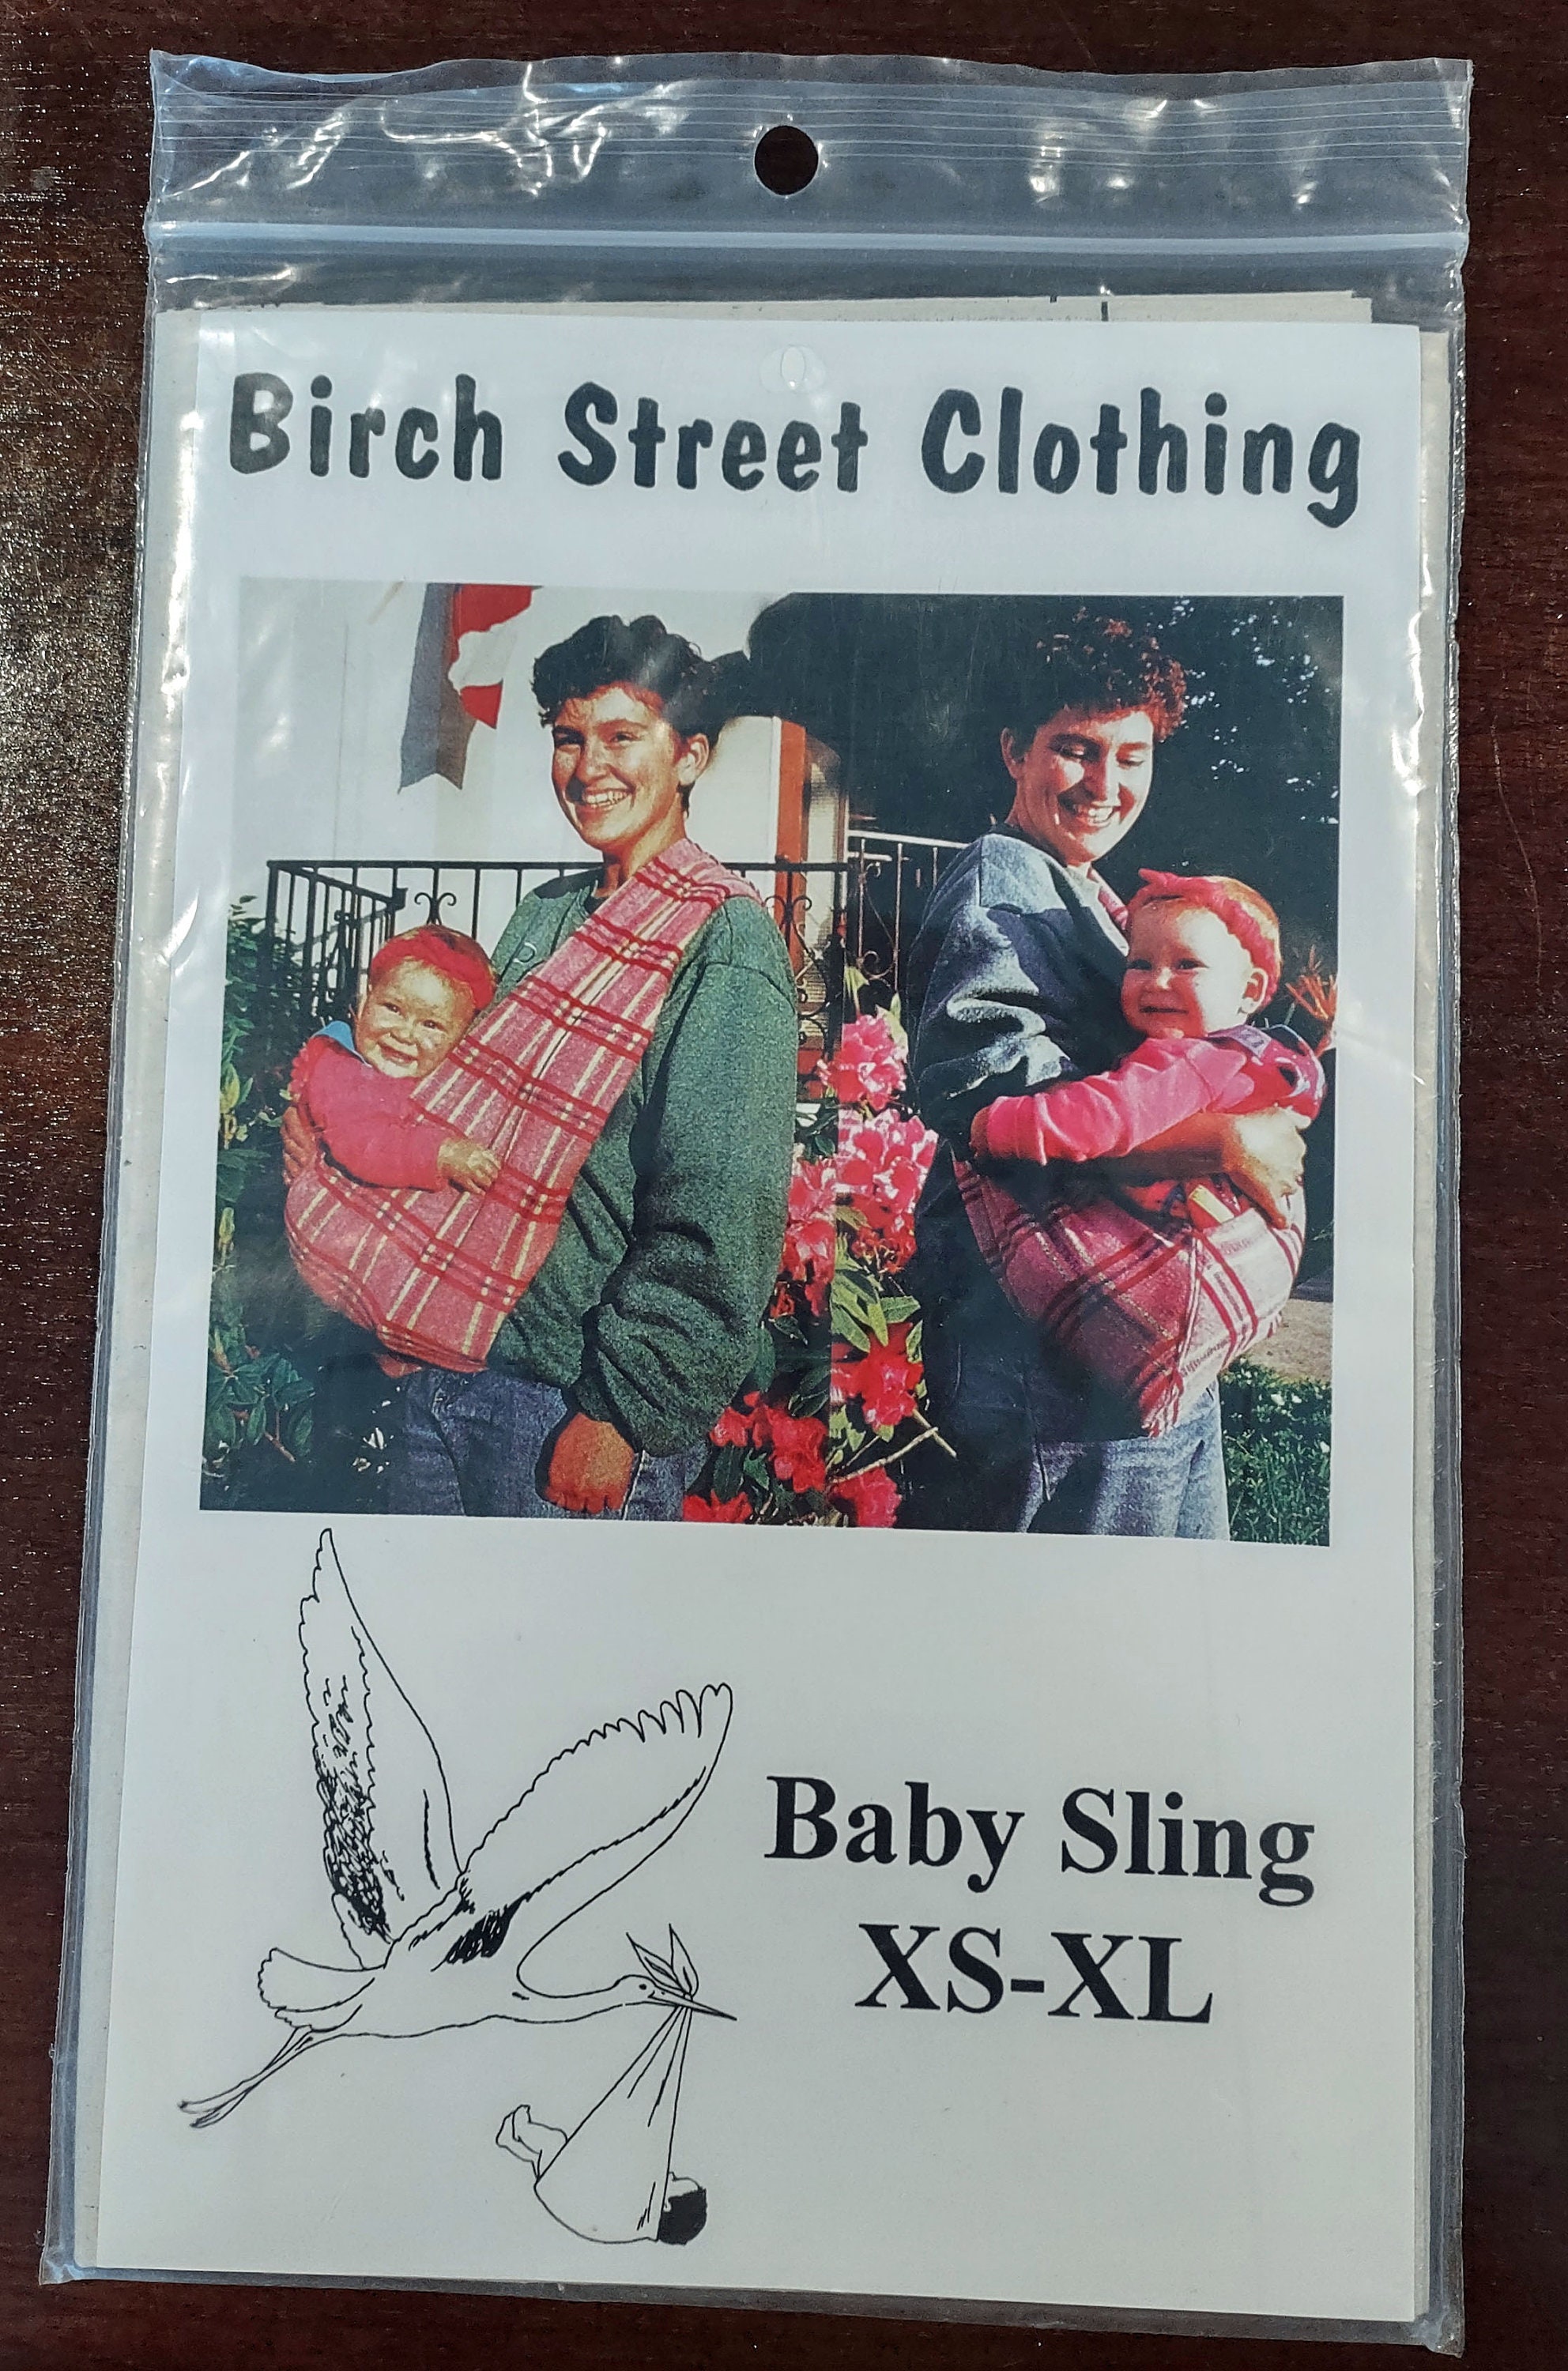 Birch Street Clothing
Baby Sling
XS-XL